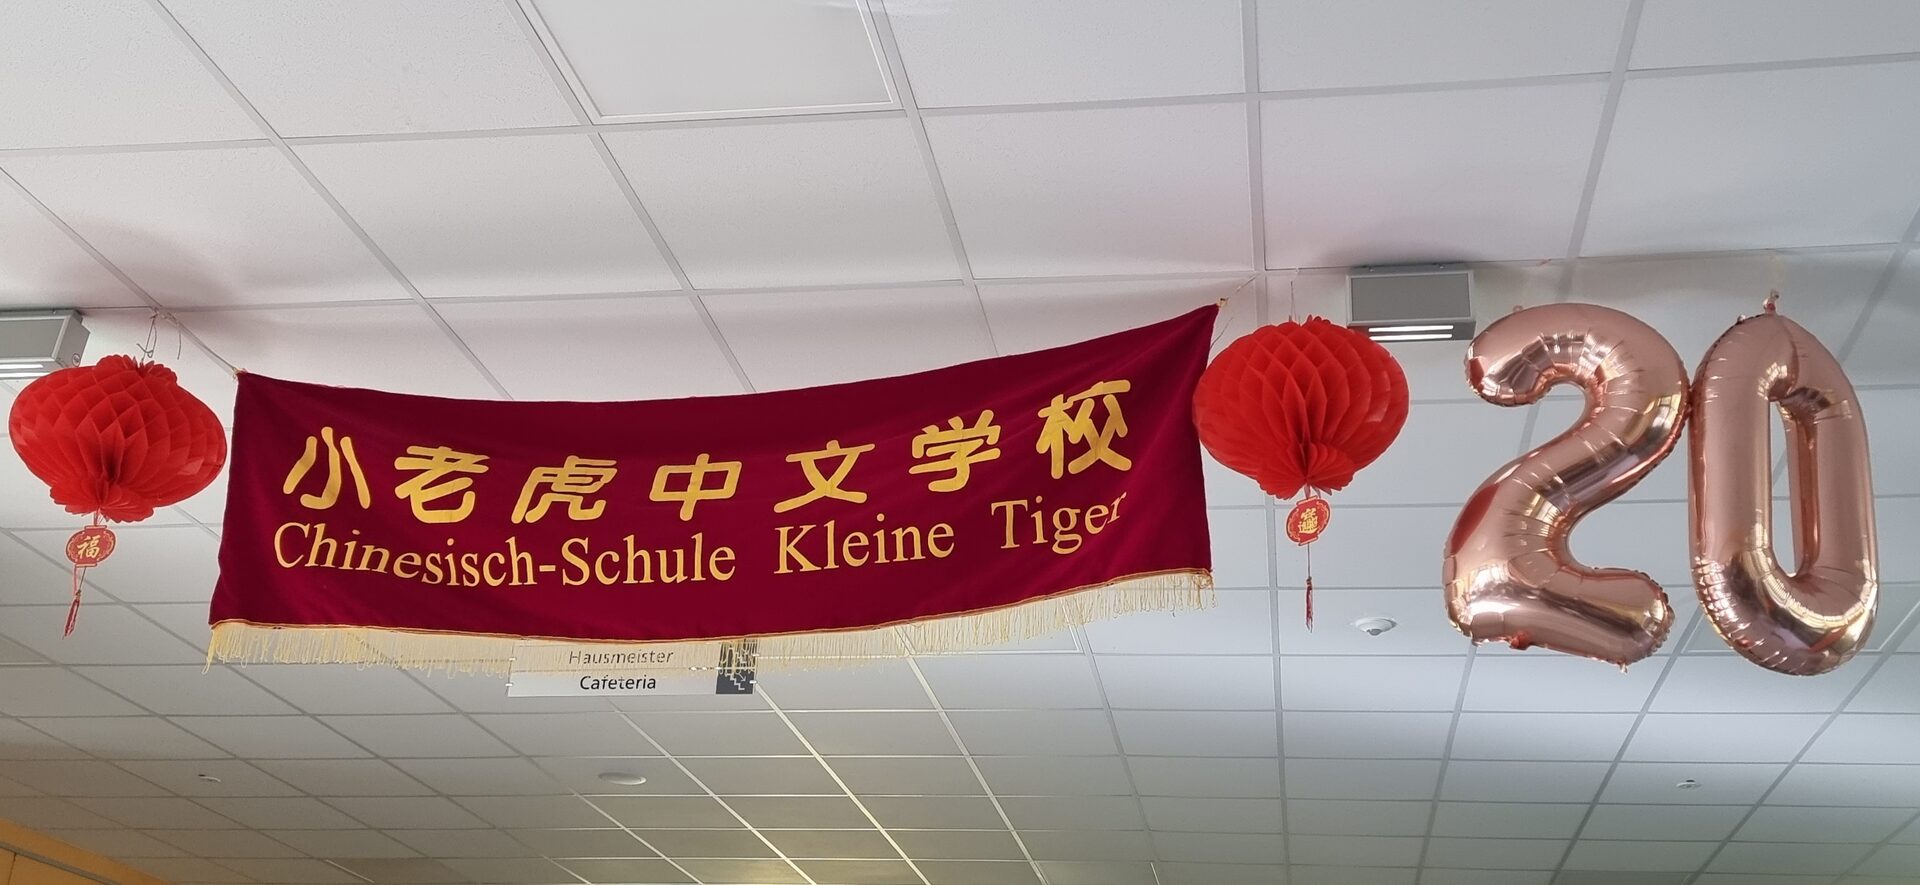 小老虎中文学校
Chinesisch-Schule Kleine Tiger
20
福
Hausmeister
Cafeteria